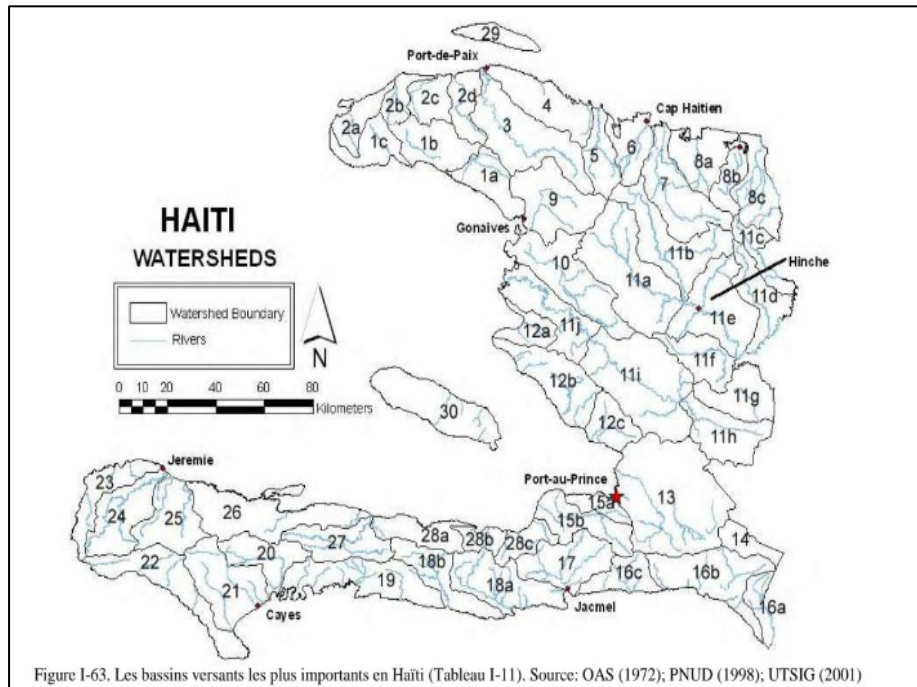 29
Port-de-Paix
2c
2d
2b
4
Cap Haitien
2a
3
1c
1b
5
6
8a
8b
1a
7
8c
9
HAITI
WATERSHEDS
Gonaives
11c
11b
Hinche
10
11a
11d
Watershed Boundary
Rivers
N
11e
12a
11j
11f
0 10 20 40 60 80
Kilometers
12b
11i
11g
30
12c
11h
Jeremie
Port-au-Prince
23
15a
13
24
25
26
15b
28a
28b
28c
14
27
20
17
22
18b
16c
16b
21
19
18a
16a
Cayes
Jacmel
Figure I-63. Les bassins versants les plus importants en Haïti (Tableau I-11). Source: OAS (1972); PNUD (1998); UTSIG (2001)